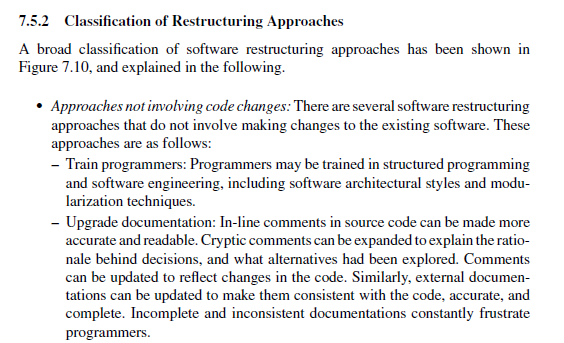 7.5.2 Classification of Restructuring Approaches
A broad classification of software restructuring approaches has been shown in
Figure 7.10, and explained in the following.
• Approaches not involving code changes: There are several software restructuring
approaches that do not involve making changes to the existing software. These
approaches are as follows:
– Train programmers: Programmers may be trained in structured programming
and software engineering, including software architectural styles and modu-
larization techniques.
– Upgrade documentation: In-line comments in source code can be made more
accurate and readable. Cryptic comments can be expanded to explain the ratio-
nale behind decisions, and what alternatives had been explored. Comments
can be updated to reflect changes in the code. Similarly, external documen-
tations can be updated to make them consistent with the code, accurate, and
complete. Incomplete and inconsistent documentations constantly frustrate
programmers.